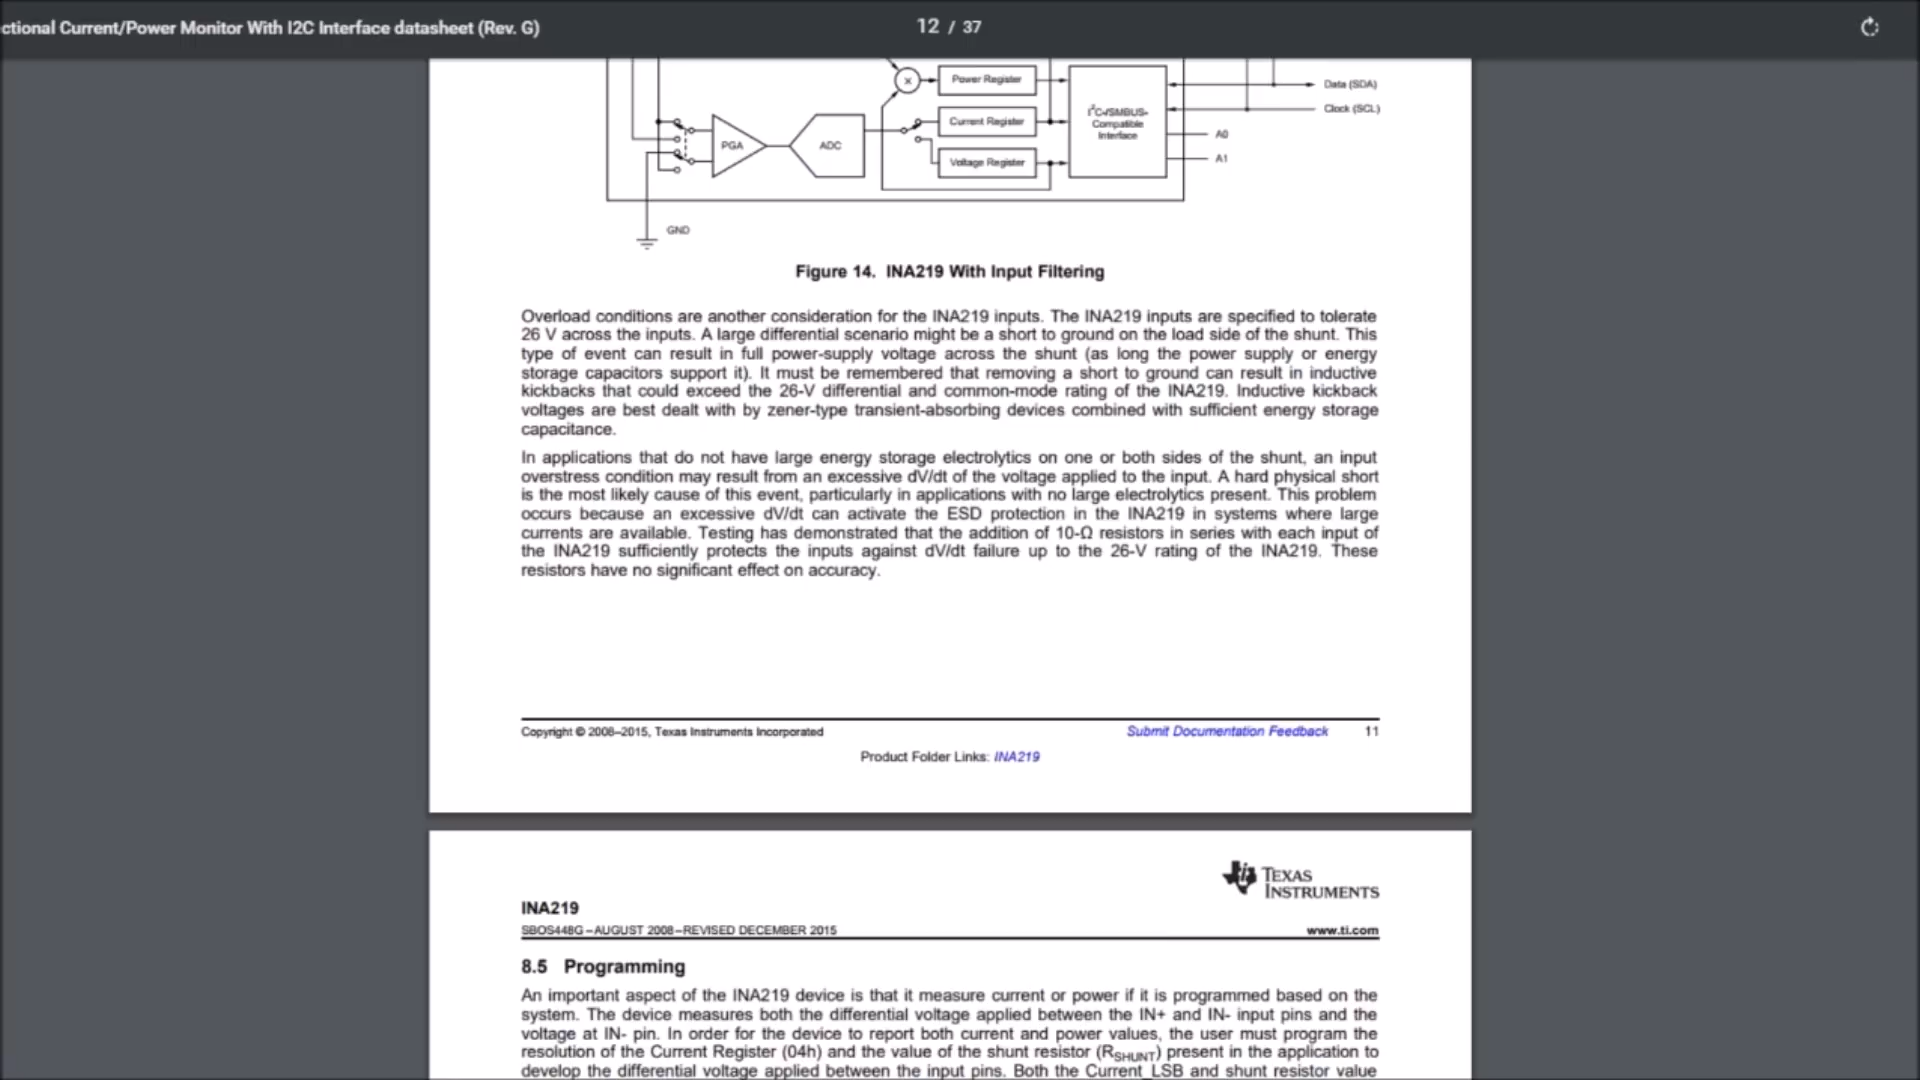 ctional Current/Power Monitor With I2C Interface datasheet (Rev. G)
12 / 37
Power Register
Data (SDA)
Clock (SCL)
Current Register
I²C-/SMBUS-
Compatible
Interface
A0
A1
PGA
ADC
Voltage Register
GND
Figure 14. INA219 With Input Filtering
Overload conditions are another consideration for the INA219 inputs. The INA219 inputs are specified to tolerate
26 V across the inputs. A large differential scenario might be a short to ground on the load side of the shunt. This
type of event can result in full power-supply voltage across the shunt (as long the power supply or energy
storage capacitors support it). It must be remembered that removing a short to ground can result in inductive
kickbacks that could exceed the 26-V differential and common-mode rating of the INA219. Inductive kickback
voltages are best dealt with by zener-type transient-absorbing devices combined with sufficient energy storage
capacitance.
In applications that do not have large energy storage electrolytics on one or both sides of the shunt, an input
overstress condition may result from an excessive dV/dt of the voltage applied to the input. A hard physical short
is the most likely cause of this event, particularly in applications with no large electrolytics present. This problem
occurs because an excessive dV/dt can activate the ESD protection in the INA219 in systems where large
currents are available. Testing has demonstrated that the addition of 10-Ω resistors in series with each input of
the INA219 sufficiently protects the inputs against dV/dt failure up to the 26-V rating of the INA219. These
resistors have no significant effect on accuracy.
Copyright © 2008–2015, Texas Instruments Incorporated
Submit Documentation Feedback 11
Product Folder Links: INA219
TEXAS
INSTRUMENTS
INA219
SBOS448G –AUGUST 2008–REVISED DECEMBER 2015
www.ti.com
8.5 Programming
An important aspect of the INA219 device is that it measure current or power if it is programmed based on the
system. The device measures both the differential voltage applied between the IN+ and IN- input pins and the
voltage at IN- pin. In order for the device to report both current and power values, the user must program the
resolution of the Current Register (04h) and the value of the shunt resistor (RSHUNT) present in the application to
develop the differential voltage applied between the input pins. Both the Current_LSB and shunt resistor value